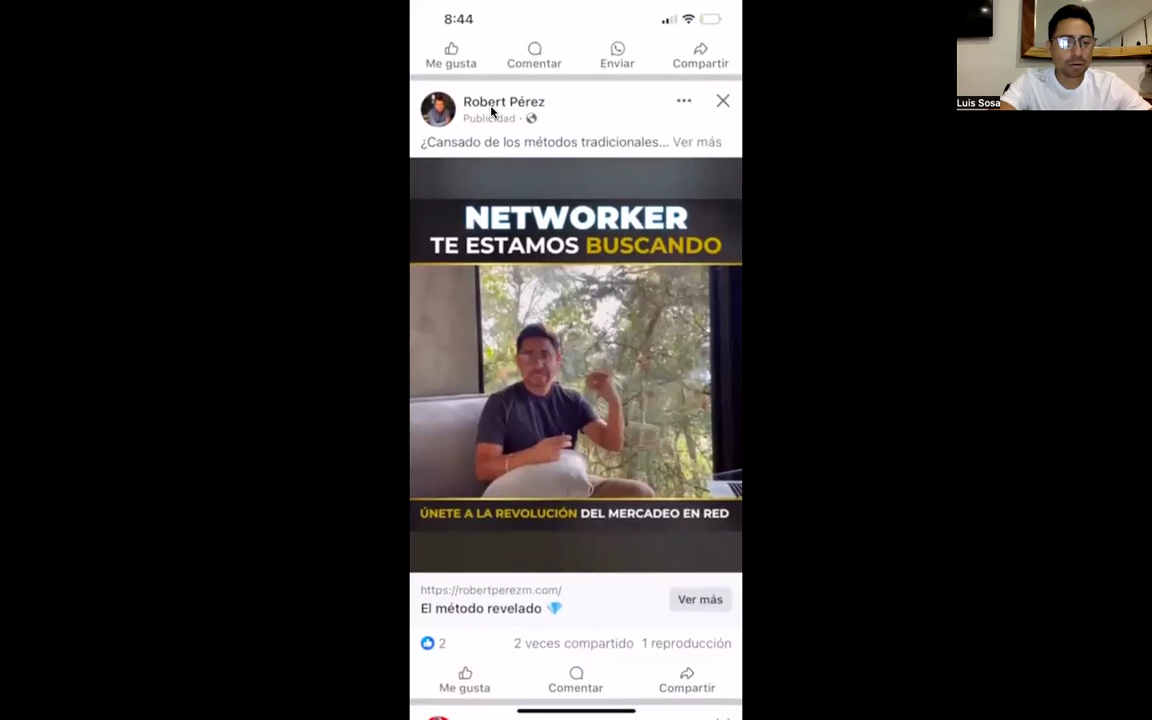 8:44
Me gusta
Comentar
Enviar
Compartir
Robert Pérez
Publicidad ·
¿Cansado de los métodos tradicionales... Ver más
NETWORKER
TE ESTAMOS BUSCANDO
ÚNETE A LA REVOLUCIÓN DEL MERCADEO EN RED
https://robertperezm.com/
El método revelado
Ver más
2
2 veces compartido
1 reproducción
Me gusta
Comentar
Compartir
Luis Sosa